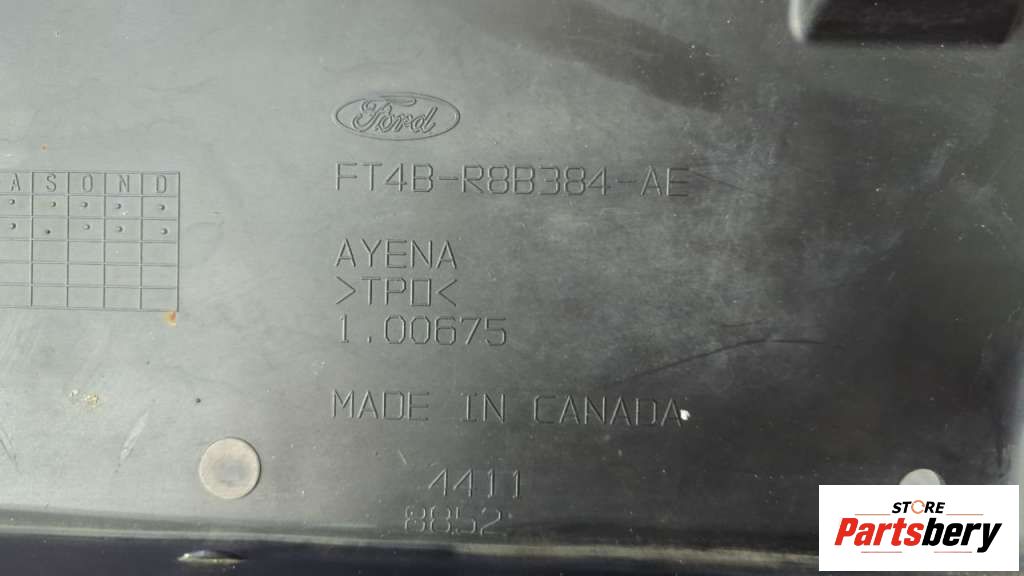 Ford
FT4B-R8B384-AE
A S O N D
AYENA
>TPO<
1.00675
MADE IN CANADA
4411
8852
STORE
Partsbery